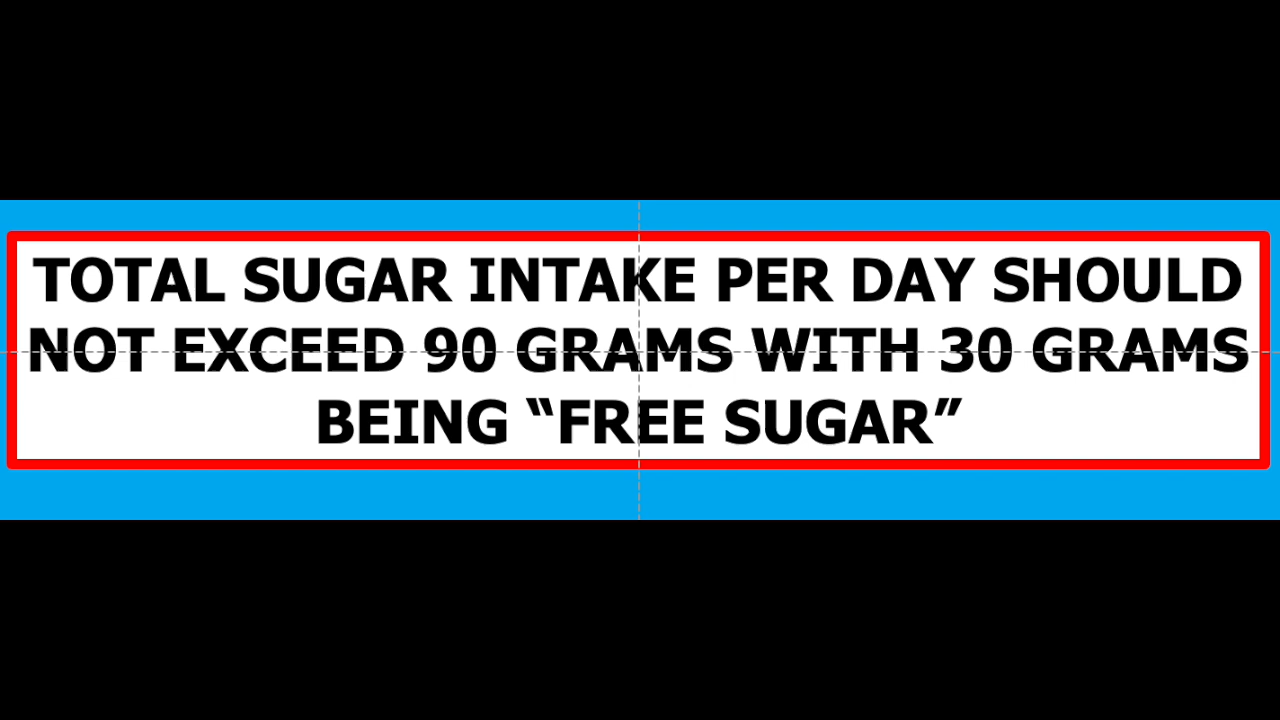 TOTAL SUGAR INTAKE PER DAY SHOULD
NOT EXCEED 90 GRAMS WITH 30 GRAMS
BEING “FREE SUGAR”